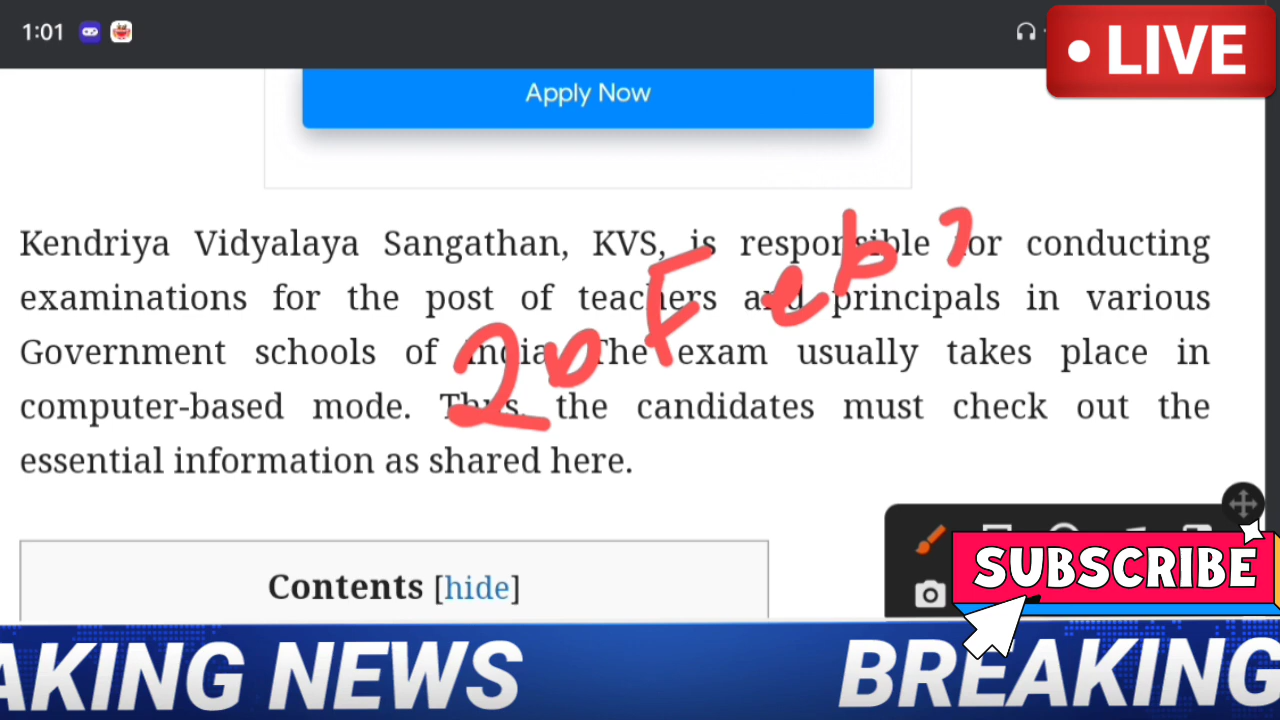 1:01
LIVE
Apply Now
Kendriya Vidyalaya Sangathan, KVS, is responsible for conducting
examinations for the post of teachers and principals in various
Government schools of India. The exam usually takes place in
computer-based mode. Thus, the candidates must check out the
essential information as shared here.
20 Feb
Contents [hide]
SUBSCRIBE
AKING NEWS BREAKING